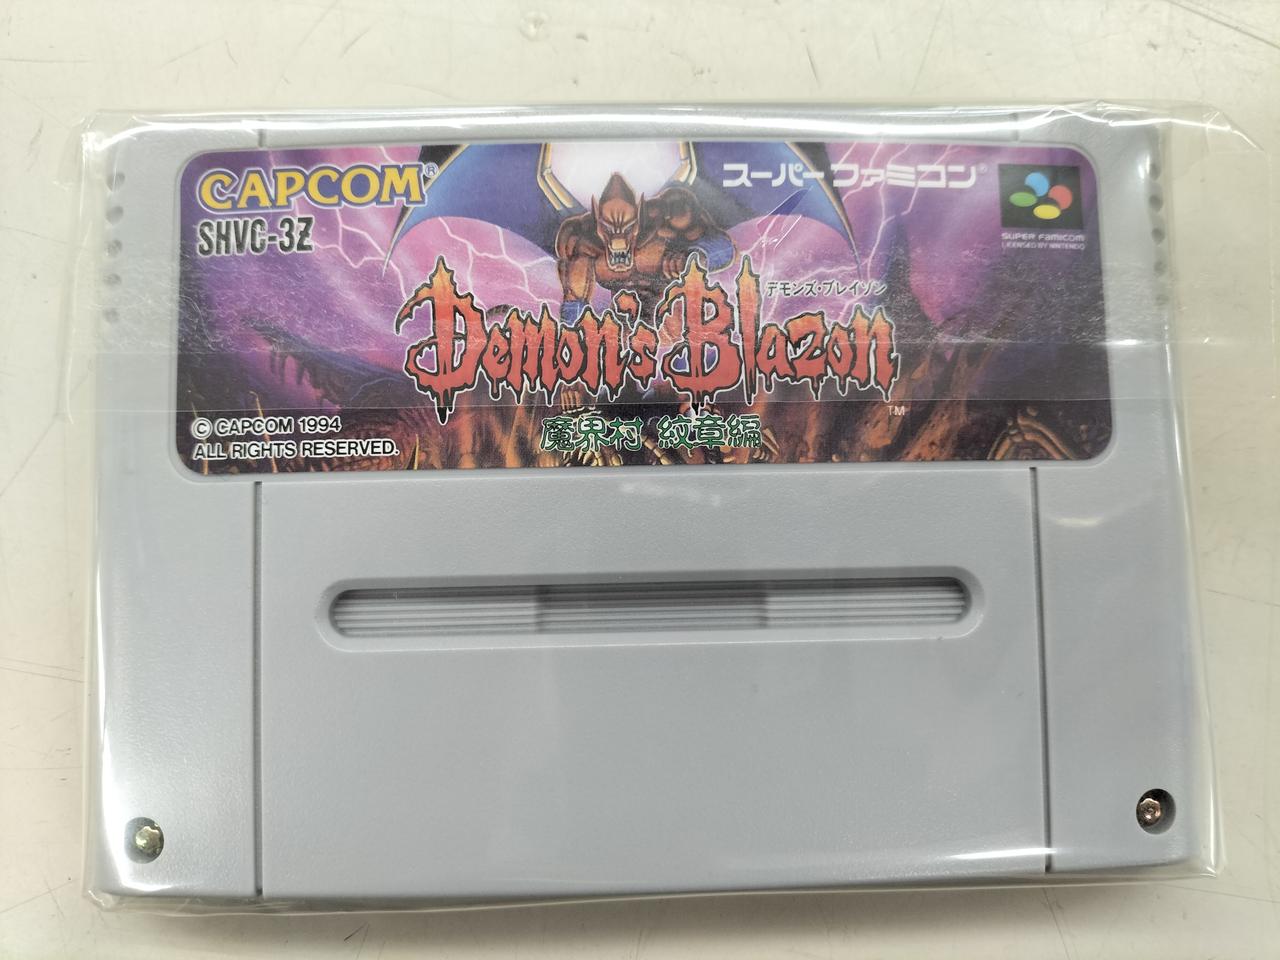 CAPCOM®
SHVC-3Z
スーパーファミコン®
SUPER FAMICOM
LICENSED BY NINTENDO
デモンズ・ブレイゾン
Demon's Blazon
TM
魔界村 紋章編
© CAPCOM 1994
ALL RIGHTS RESERVED.